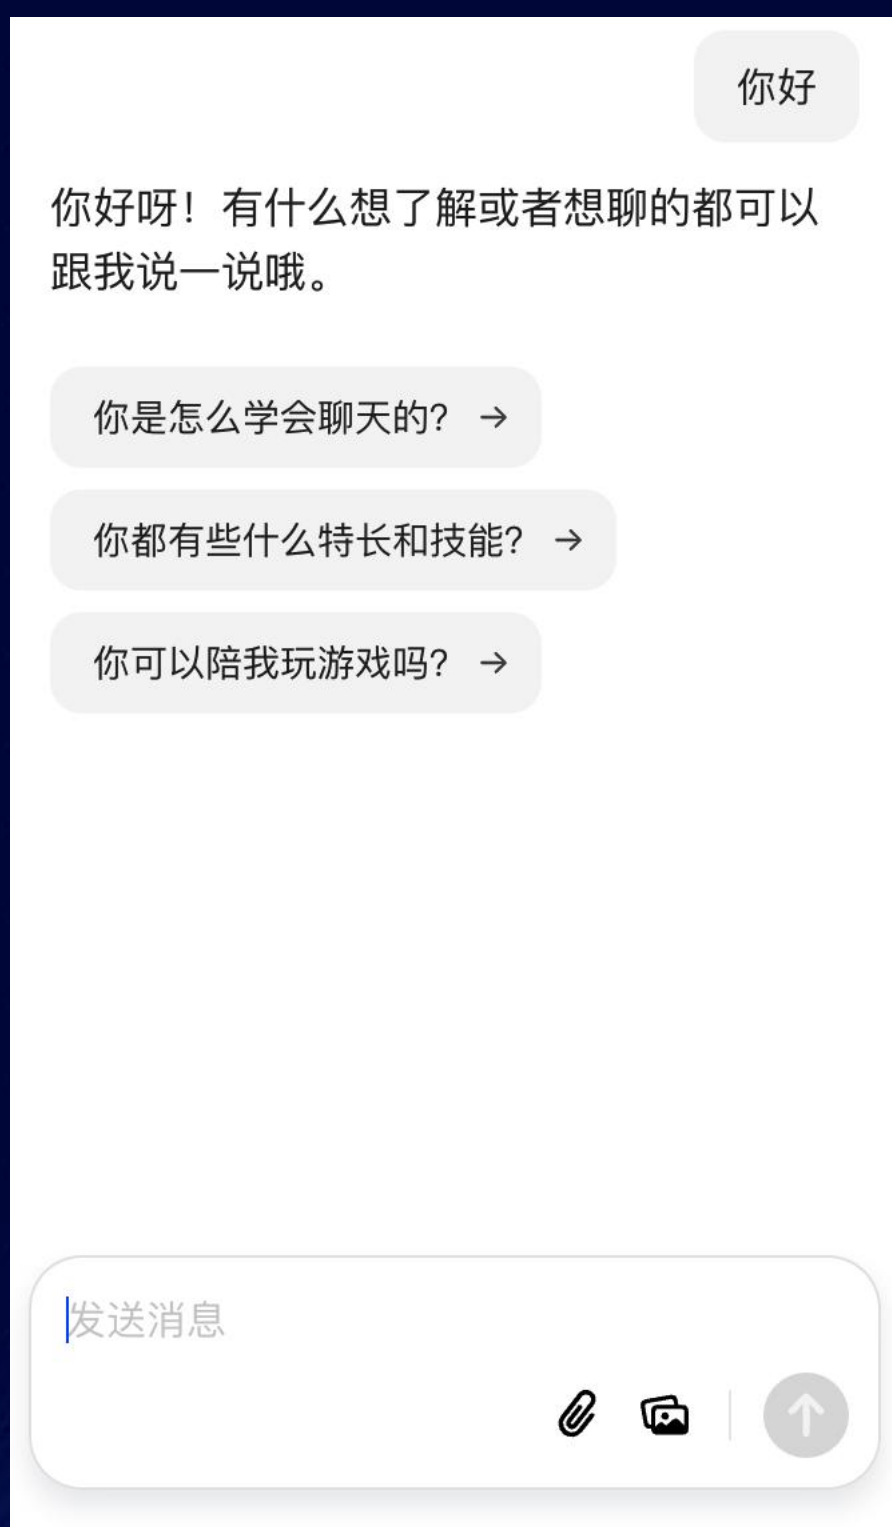 你好
你好呀！有什么想了解或者想聊的都可以
跟我说一说哦。
你是怎么学会聊天的? →
你都有些什么特长和技能? →
你可以陪我玩游戏吗? →
发送消息